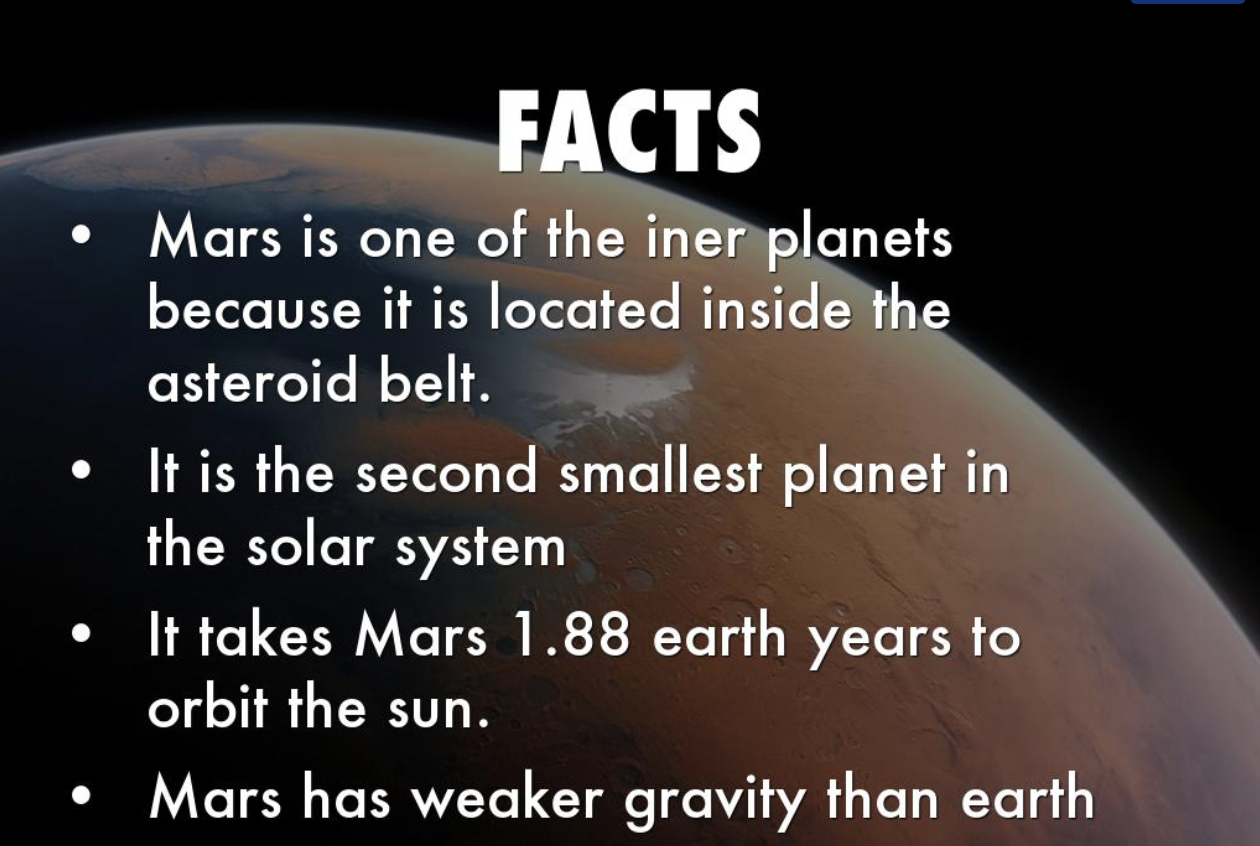 FACTS
• Mars is one of the iner planets
because it is located inside the
asteroid belt.
• It is the second smallest planet in
the solar system
• It takes Mars 1.88 earth years to
orbit the sun.
• Mars has weaker gravity than earth